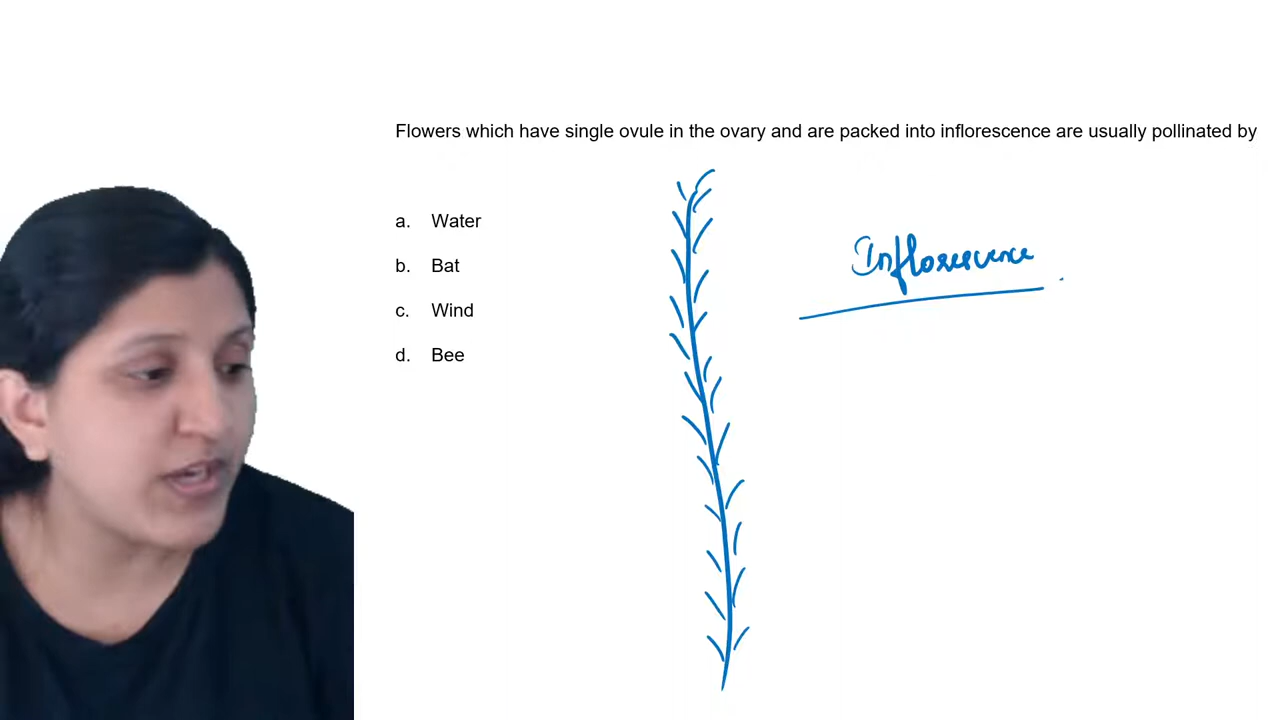 Flowers which have single ovule in the ovary and are packed into inflorescence are usually pollinated by
a. Water
b. Bat
c. Wind
d. Bee
Inflorescence